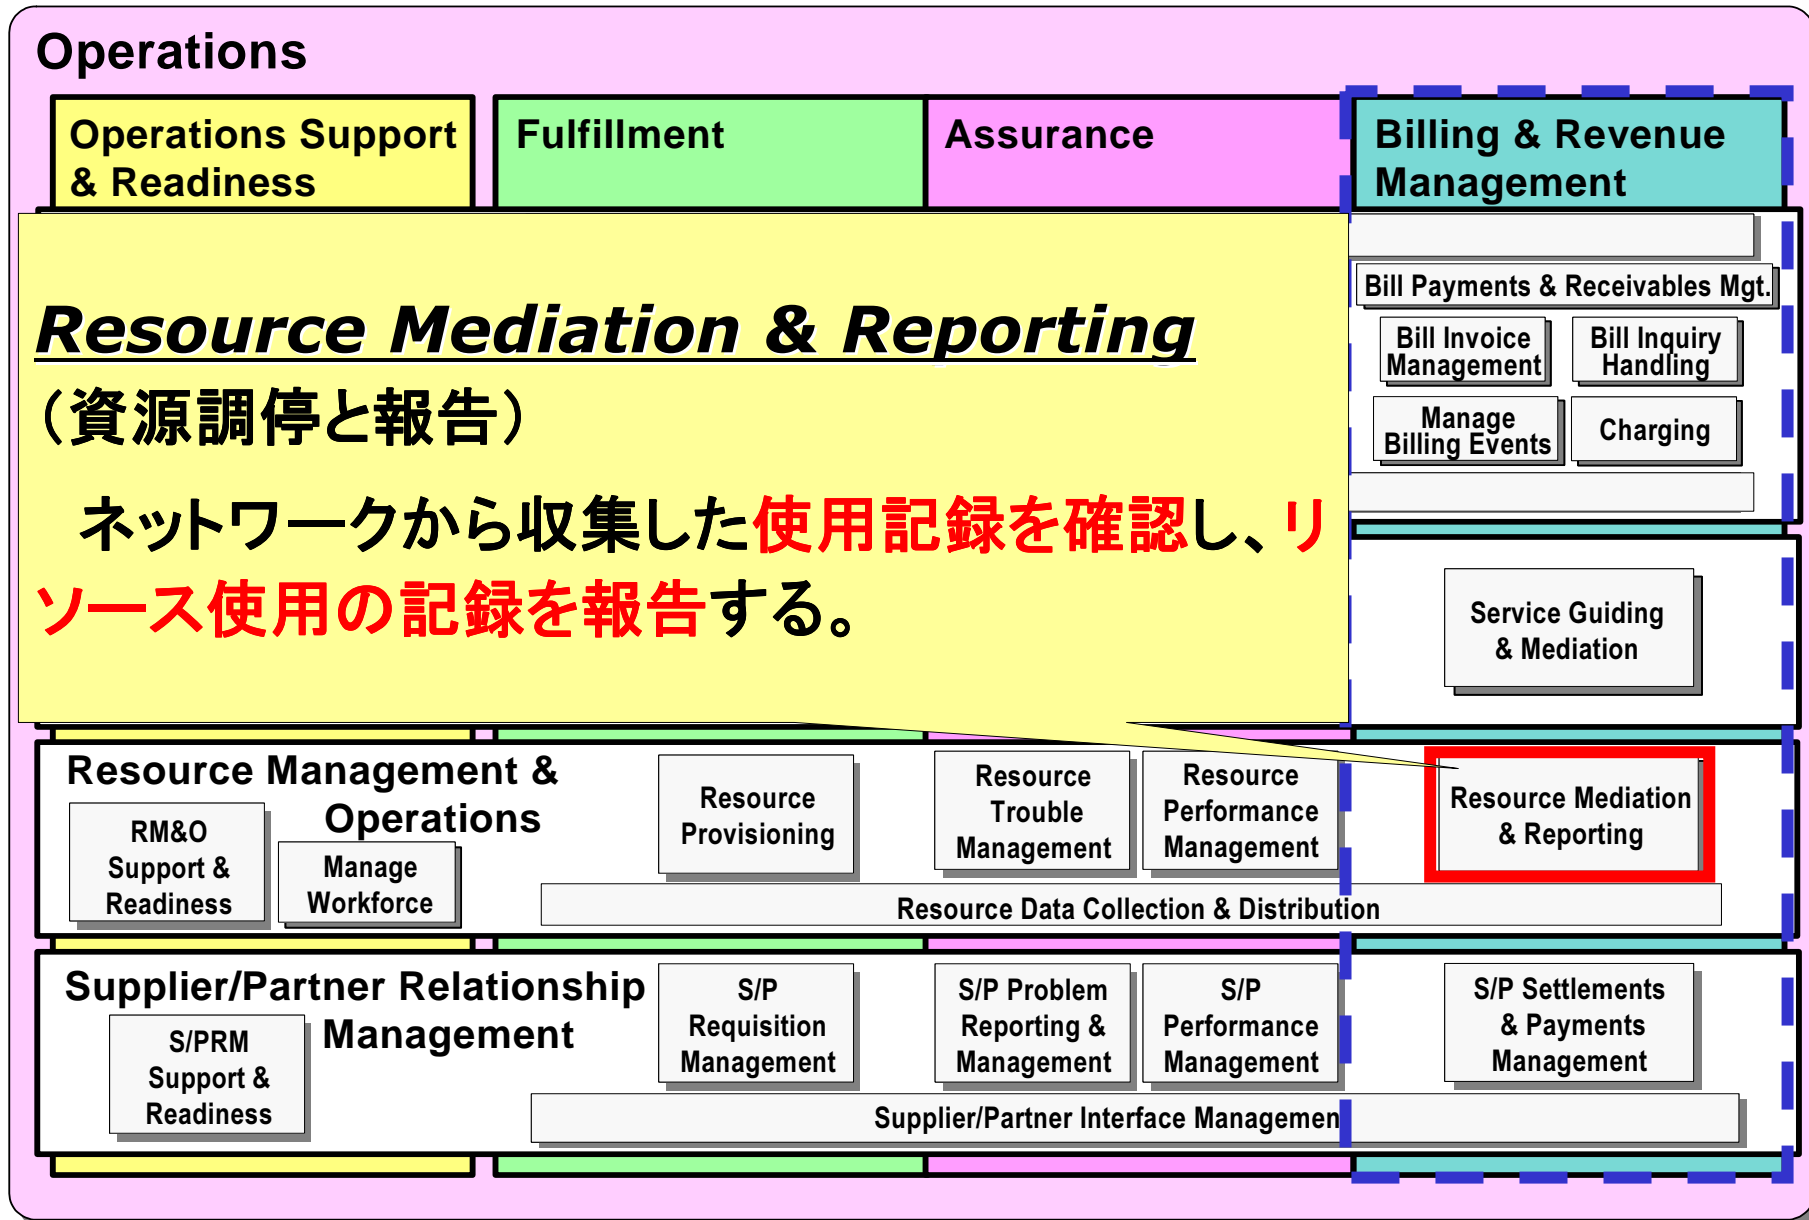 Operations
Operations Support
& Readiness
Fulfillment
Assurance
Billing & Revenue
Management
Resource Mediation & Reporting
（資源調停と報告）
ネットワークから収集した使用記録を確認し、リ
ソース使用の記録を報告する。
Bill Payments & Receivables Mgt.
Bill Invoice
Management
Bill Inquiry
Handling
Manage
Billing Events
Charging
Service Guiding
& Mediation
Resource Management &
Operations
RM&O
Support &
Readiness
Manage
Workforce
Resource
Provisioning
Resource
Trouble
Management
Resource
Performance
Management
Resource Mediation
& Reporting
Resource Data Collection & Distribution
Supplier/Partner Relationship
Management
S/PRM
Support &
Readiness
S/P
Requisition
Management
S/P Problem
Reporting &
Management
S/P
Performance
Management
S/P Settlements
& Payments
Management
Supplier/Partner Interface Managemen